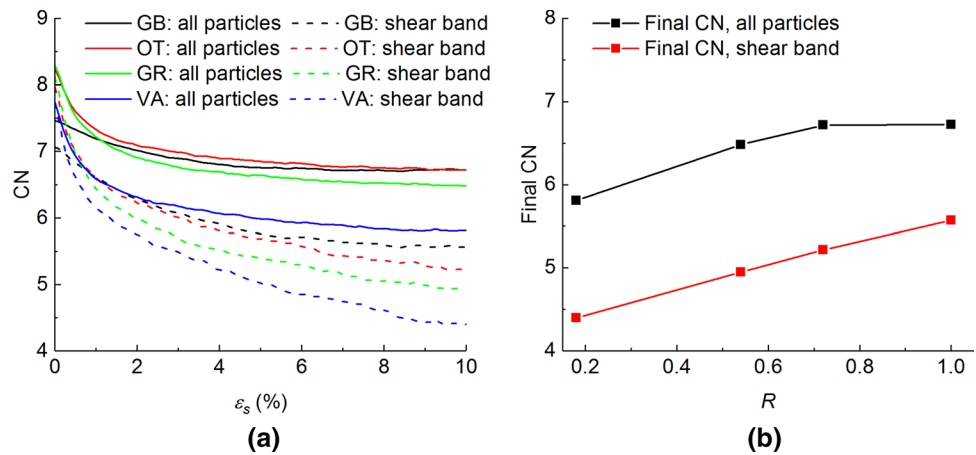 CN
9
8
7
6
5
4
GB: all particles GB: shear band
OT: all particles OT: shear band
GR: all particles GR: shear band
VA: all particles VA: shear band
0 2 4 6 8 10
εs (%)
(a)
Final CN
8
7
6
5
4
Final CN, all particles
Final CN, shear band
0.2 0.4 0.6 0.8 1.0
R
(b)